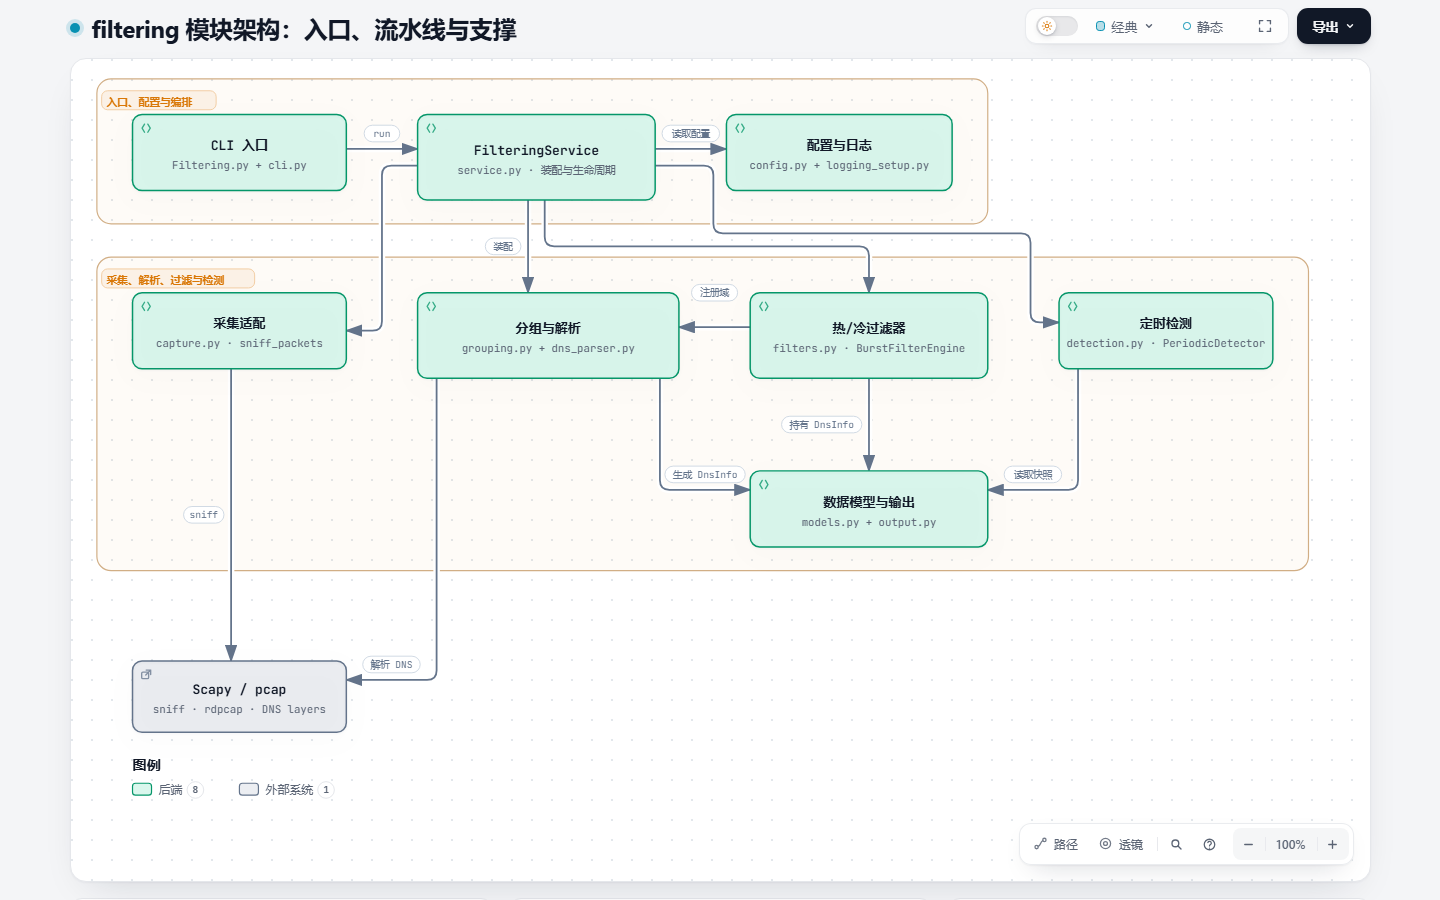 filtering 模块架构：入口、流水线与支撑
经典
静态
导出
入口、配置与编排
CLI 入口
Filtering.py + cli.py
run
FilteringService
service.py · 装配与生命周期
读取配置
配置与日志
config.py + logging_setup.py
装配
采集、解析、过滤与检测
采集适配
capture.py · sniff_packets
分组与解析
grouping.py + dns_parser.py
注册域
热/冷过滤器
filters.py · BurstFilterEngine
定时检测
detection.py · PeriodicDetector
持有 DnsInfo
生成 DnsInfo
读取快照
数据模型与输出
models.py + output.py
sniff
解析 DNS
Scapy / pcap
sniff · rdpcap · DNS layers
图例
后端 8
外部系统 1
路径
透镜
100%